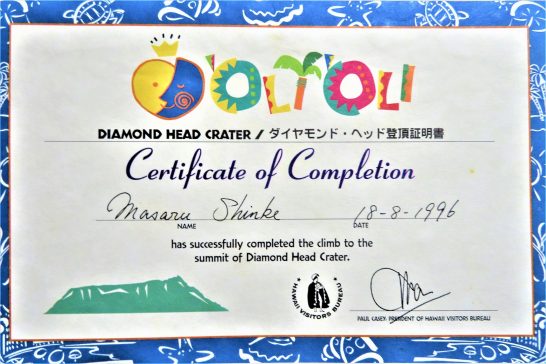 'OLI'OLI
DIAMOND HEAD CRATER / ダイヤモンド・ヘッド登頂証明書
Certificate of Completion
Masaru Shinke 18-8-1996
NAME DATE
has successfully completed the climb to the
summit of Diamond Head Crater.
HAWAII VISITORS BUREAU
PAUL CASEY, PRESIDENT OF HAWAII VISITORS BUREAU